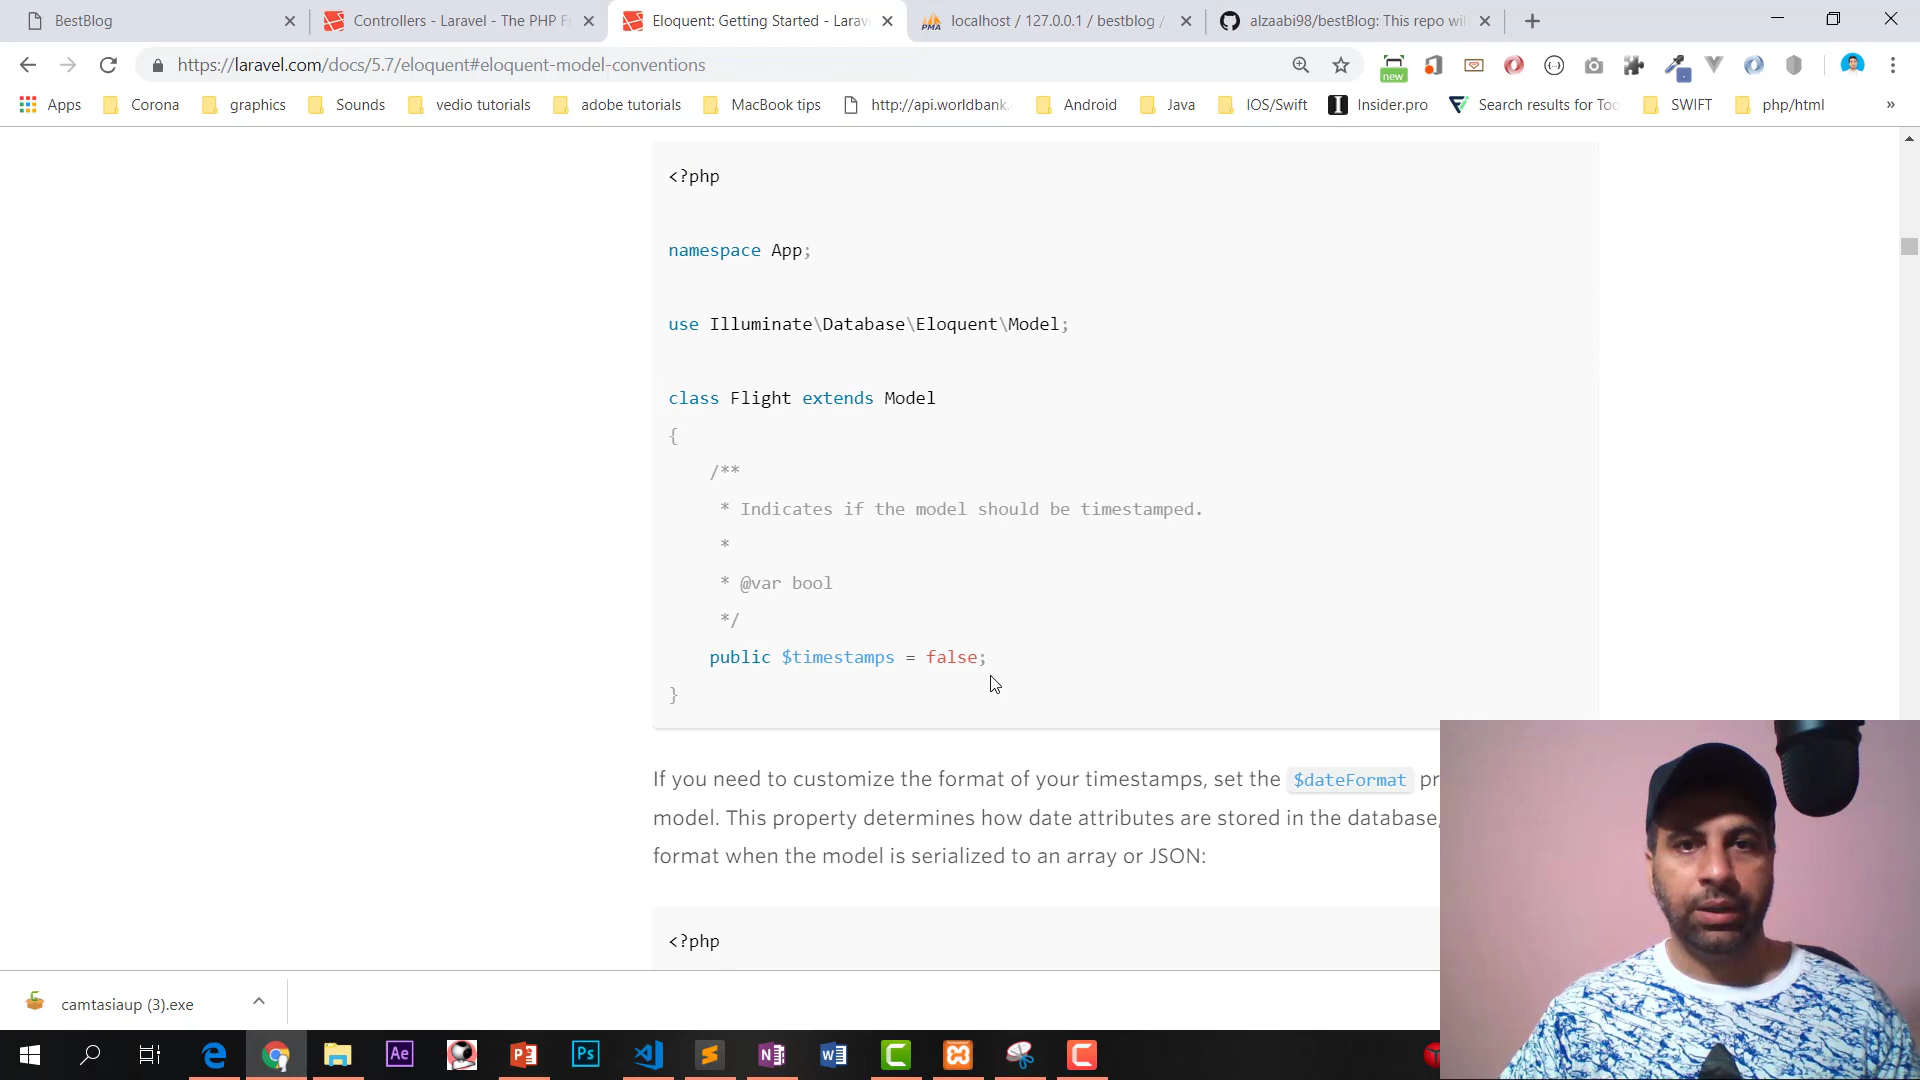 BestBlog
Controllers - Laravel - The PHP F
Eloquent: Getting Started - Larav
localhost / 127.0.0.1 / bestblog /
alzaabi98/bestBlog: This repo wil
https://laravel.com/docs/5.7/eloquent#eloquent-model-conventions
new
Apps
Corona
graphics
Sounds
vedio tutorials
adobe tutorials
MacBook tips
http://api.worldbank.
Android
Java
IOS/Swift
Insider.pro
Search results for Too
SWIFT
php/html
»
<?php
namespace App;
use Illuminate\Database\Eloquent\Model;
class Flight extends Model
{
/**
* Indicates if the model should be timestamped.
*
* @var bool
*/
public $timestamps = false;
}
If you need to customize the format of your timestamps, set the $dateFormat pr
model. This property determines how date attributes are stored in the database,
format when the model is serialized to an array or JSON:
<?php
camtasiaup (3).exe